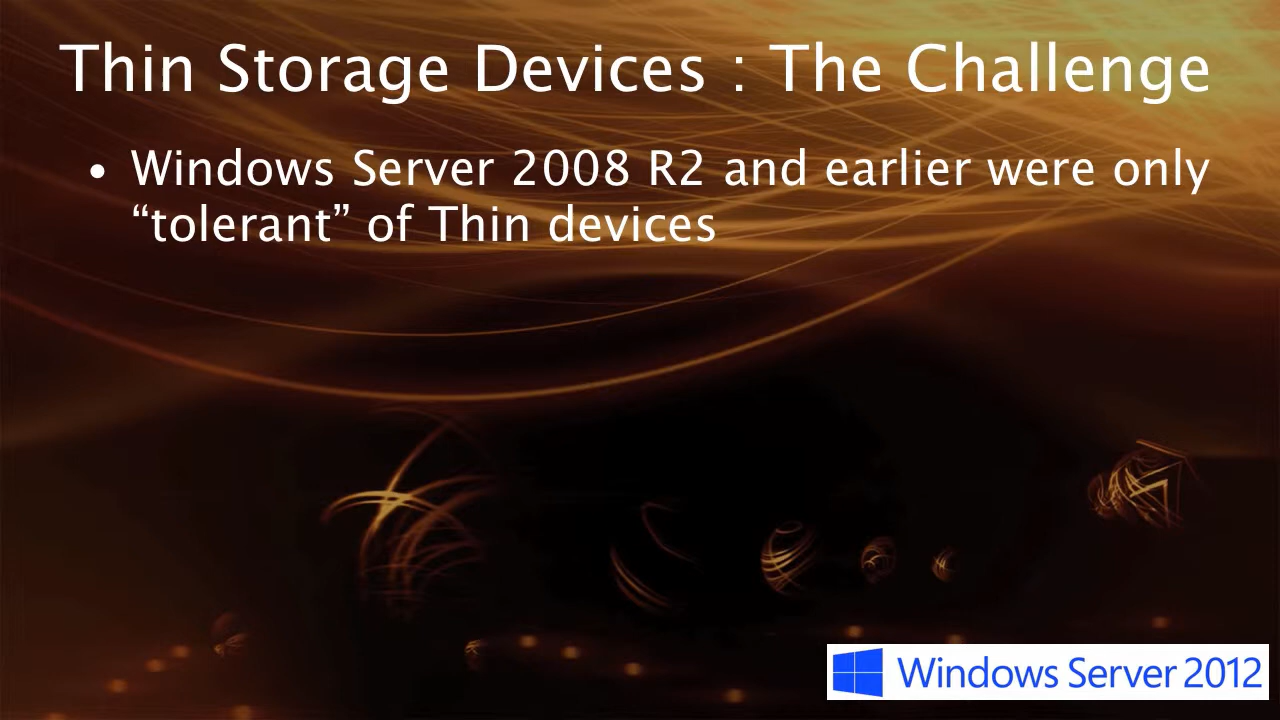 Thin Storage Devices : The Challenge
• Windows Server 2008 R2 and earlier were only
“tolerant” of Thin devices
Windows Server 2012